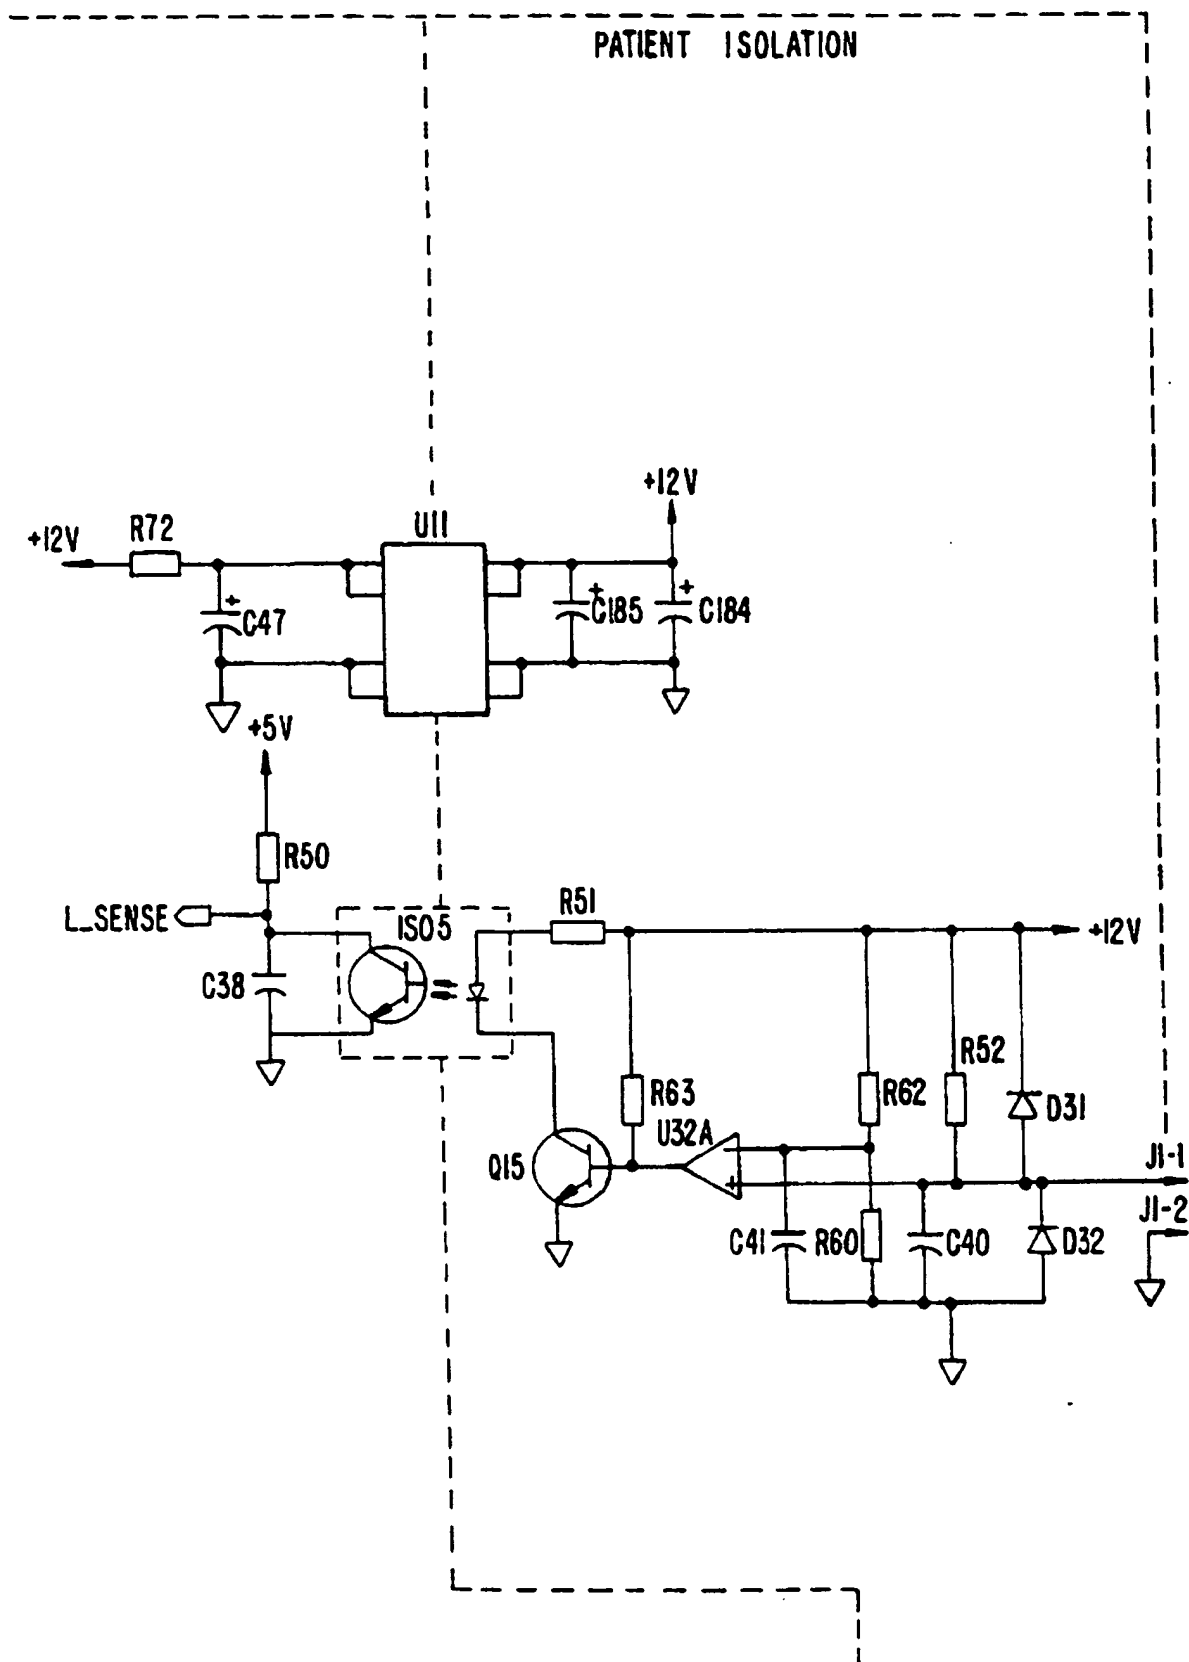 PATIENT ISOLATION
+12V
+12V
R72
U11
+
C47
+
C185
+
C184
+5V
R50
L_SENSE
ISO5
R51
+12V
C38
R52
R63
R62
D31
U32A
Q15
-
+
J1-1
J1-2
C41
R60
C40
D32